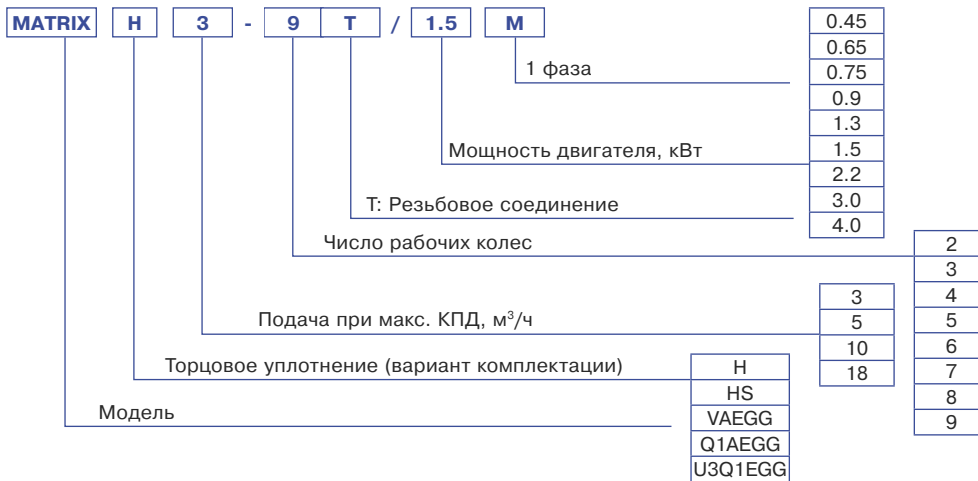 MATRIX H 3 - 9 T / 1.5 M
0.45
0.65
1 фаза
0.75
0.9
1.3
Мощность двигателя, кВт
1.5
2.2
Т: Резьбовое соединение
3.0
4.0
Число рабочих колес
2
3
4
5
6
7
8
9
Подача при макс. КПД, м³/ч
3
5
10
18
Торцовое уплотнение (вариант комплектации)
H
HS
VAEGG
Q1AEGG
U3Q1EGG
Модель